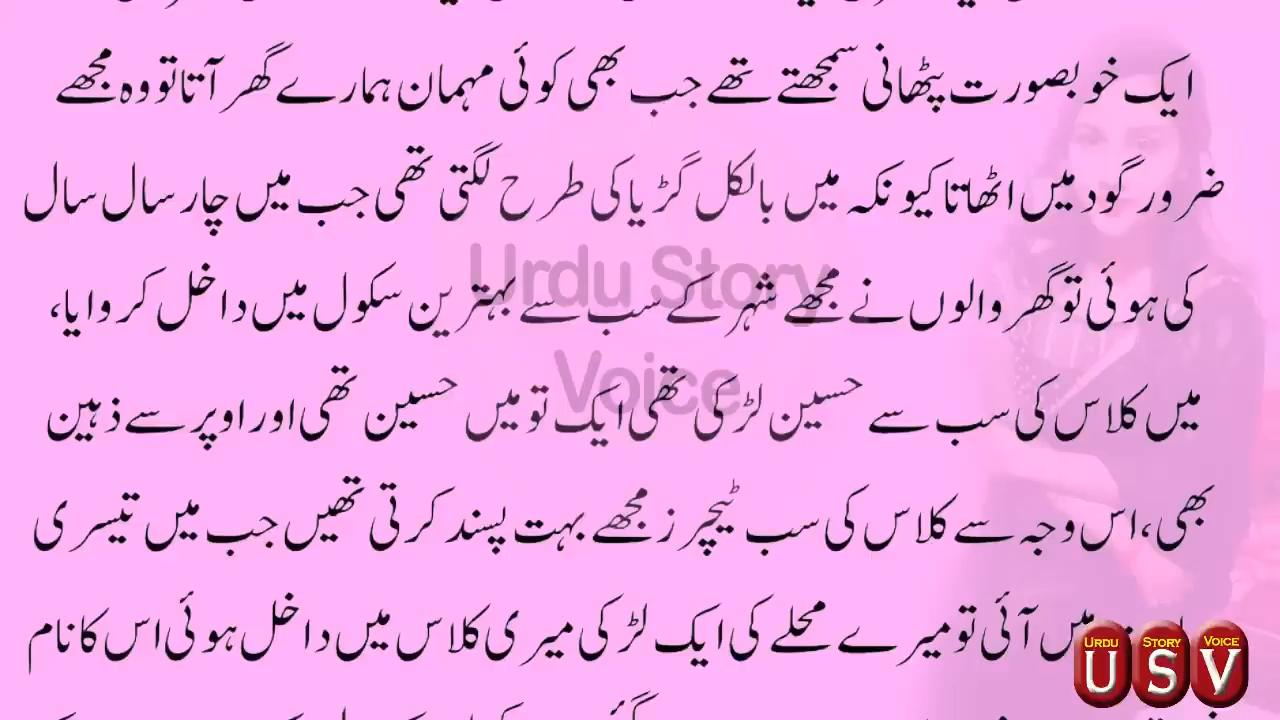 ایک خوبصورت پٹھانی سمجھتے تھے جب بھی کوئی مہمان ہمارے گھر آتا تو وہ مجھے
ضرور گود میں اٹھاتا کیونکہ میں بالکل گڑیا کی طرح لگتی تھی جب میں چار سال سال
کی ہوئی تو گھر والوں نے مجھے شہر کے سب سے بہترین سکول میں داخل کروایا،
Urdu Story
میں کلاس کی سب سے حسین لڑکی تھی ایک تو میں حسین تھی اور اوپر سے ذہین
Voice
بھی، اس وجہ سے کلاس کی سب ٹیچرز مجھے بہت پسند کرتی تھیں جب میں تیسری
میں آئی تو میرے محلے کی ایک لڑکی میری کلاس میں داخل ہوئی اس کا نام
URDU STORY VOICE
U S V